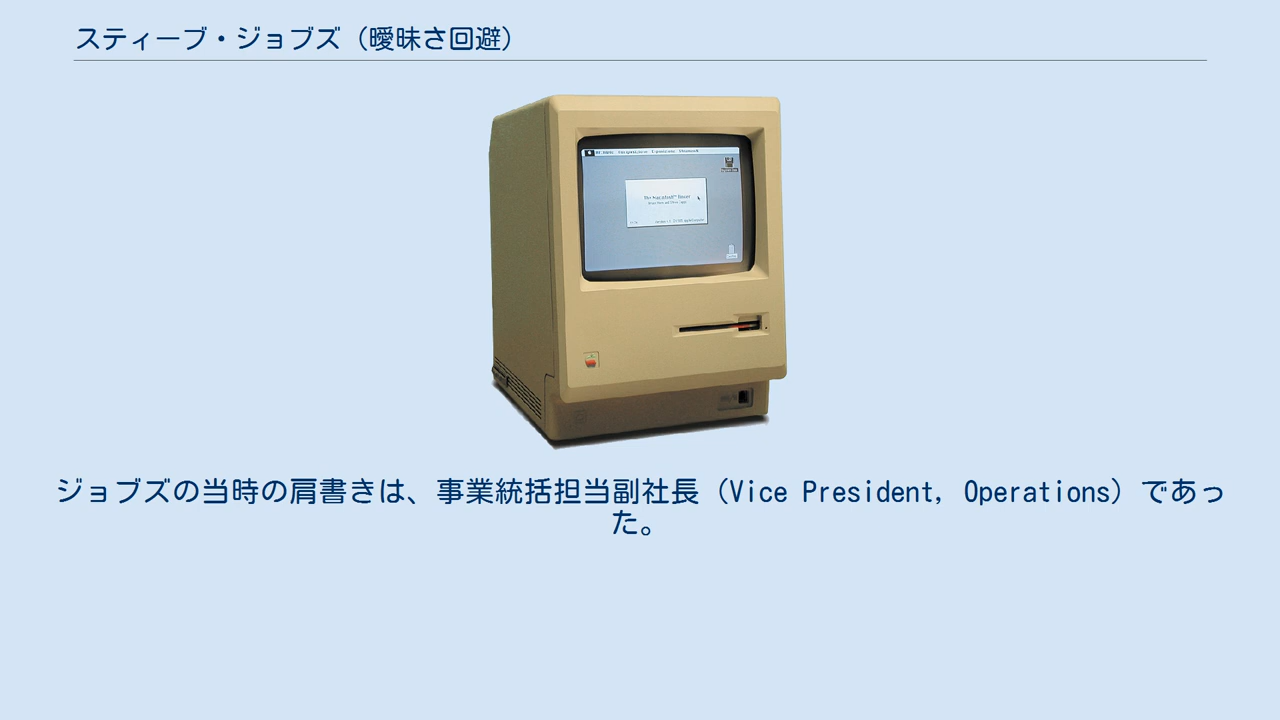 スティーブ・ジョブズ（曖昧さ回避）
ジョブズの当時の肩書きは、事業統括担当副社長（Vice President, Operations）であっ
た。